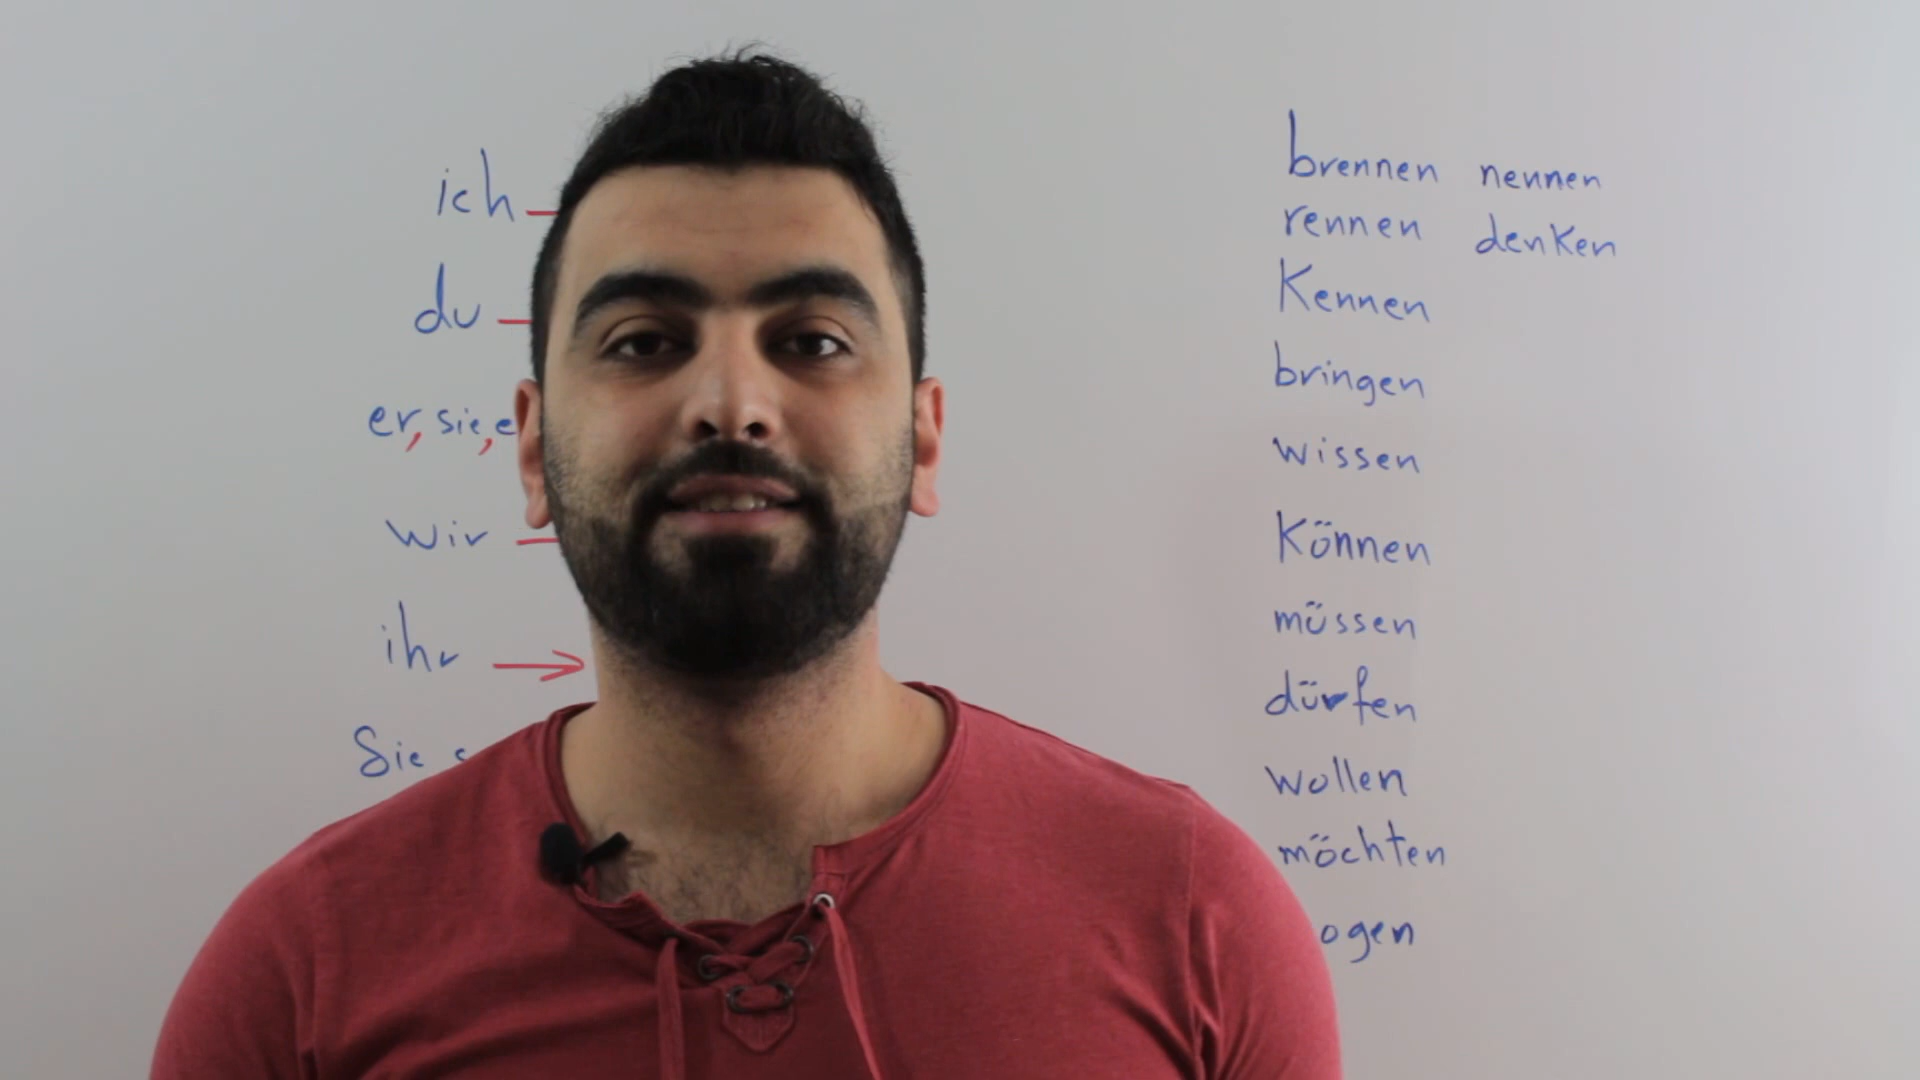 ich
du
er, sie, e
wir
ihr →
Sie
brennen nennen
rennen denken
Kennen
bringen
wissen
Können
müssen
dürfen
wollen
möchten
ogen